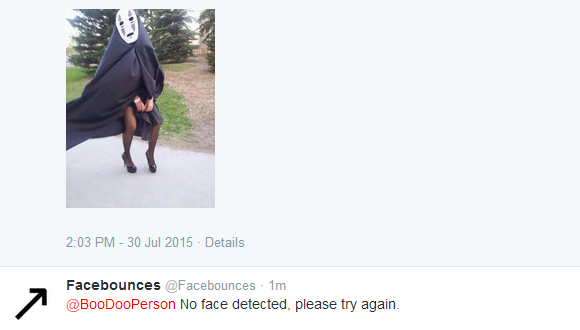 2:03 PM - 30 Jul 2015 · Details
Facebounces @Facebounces · 1m
@BooDooPerson No face detected, please try again.